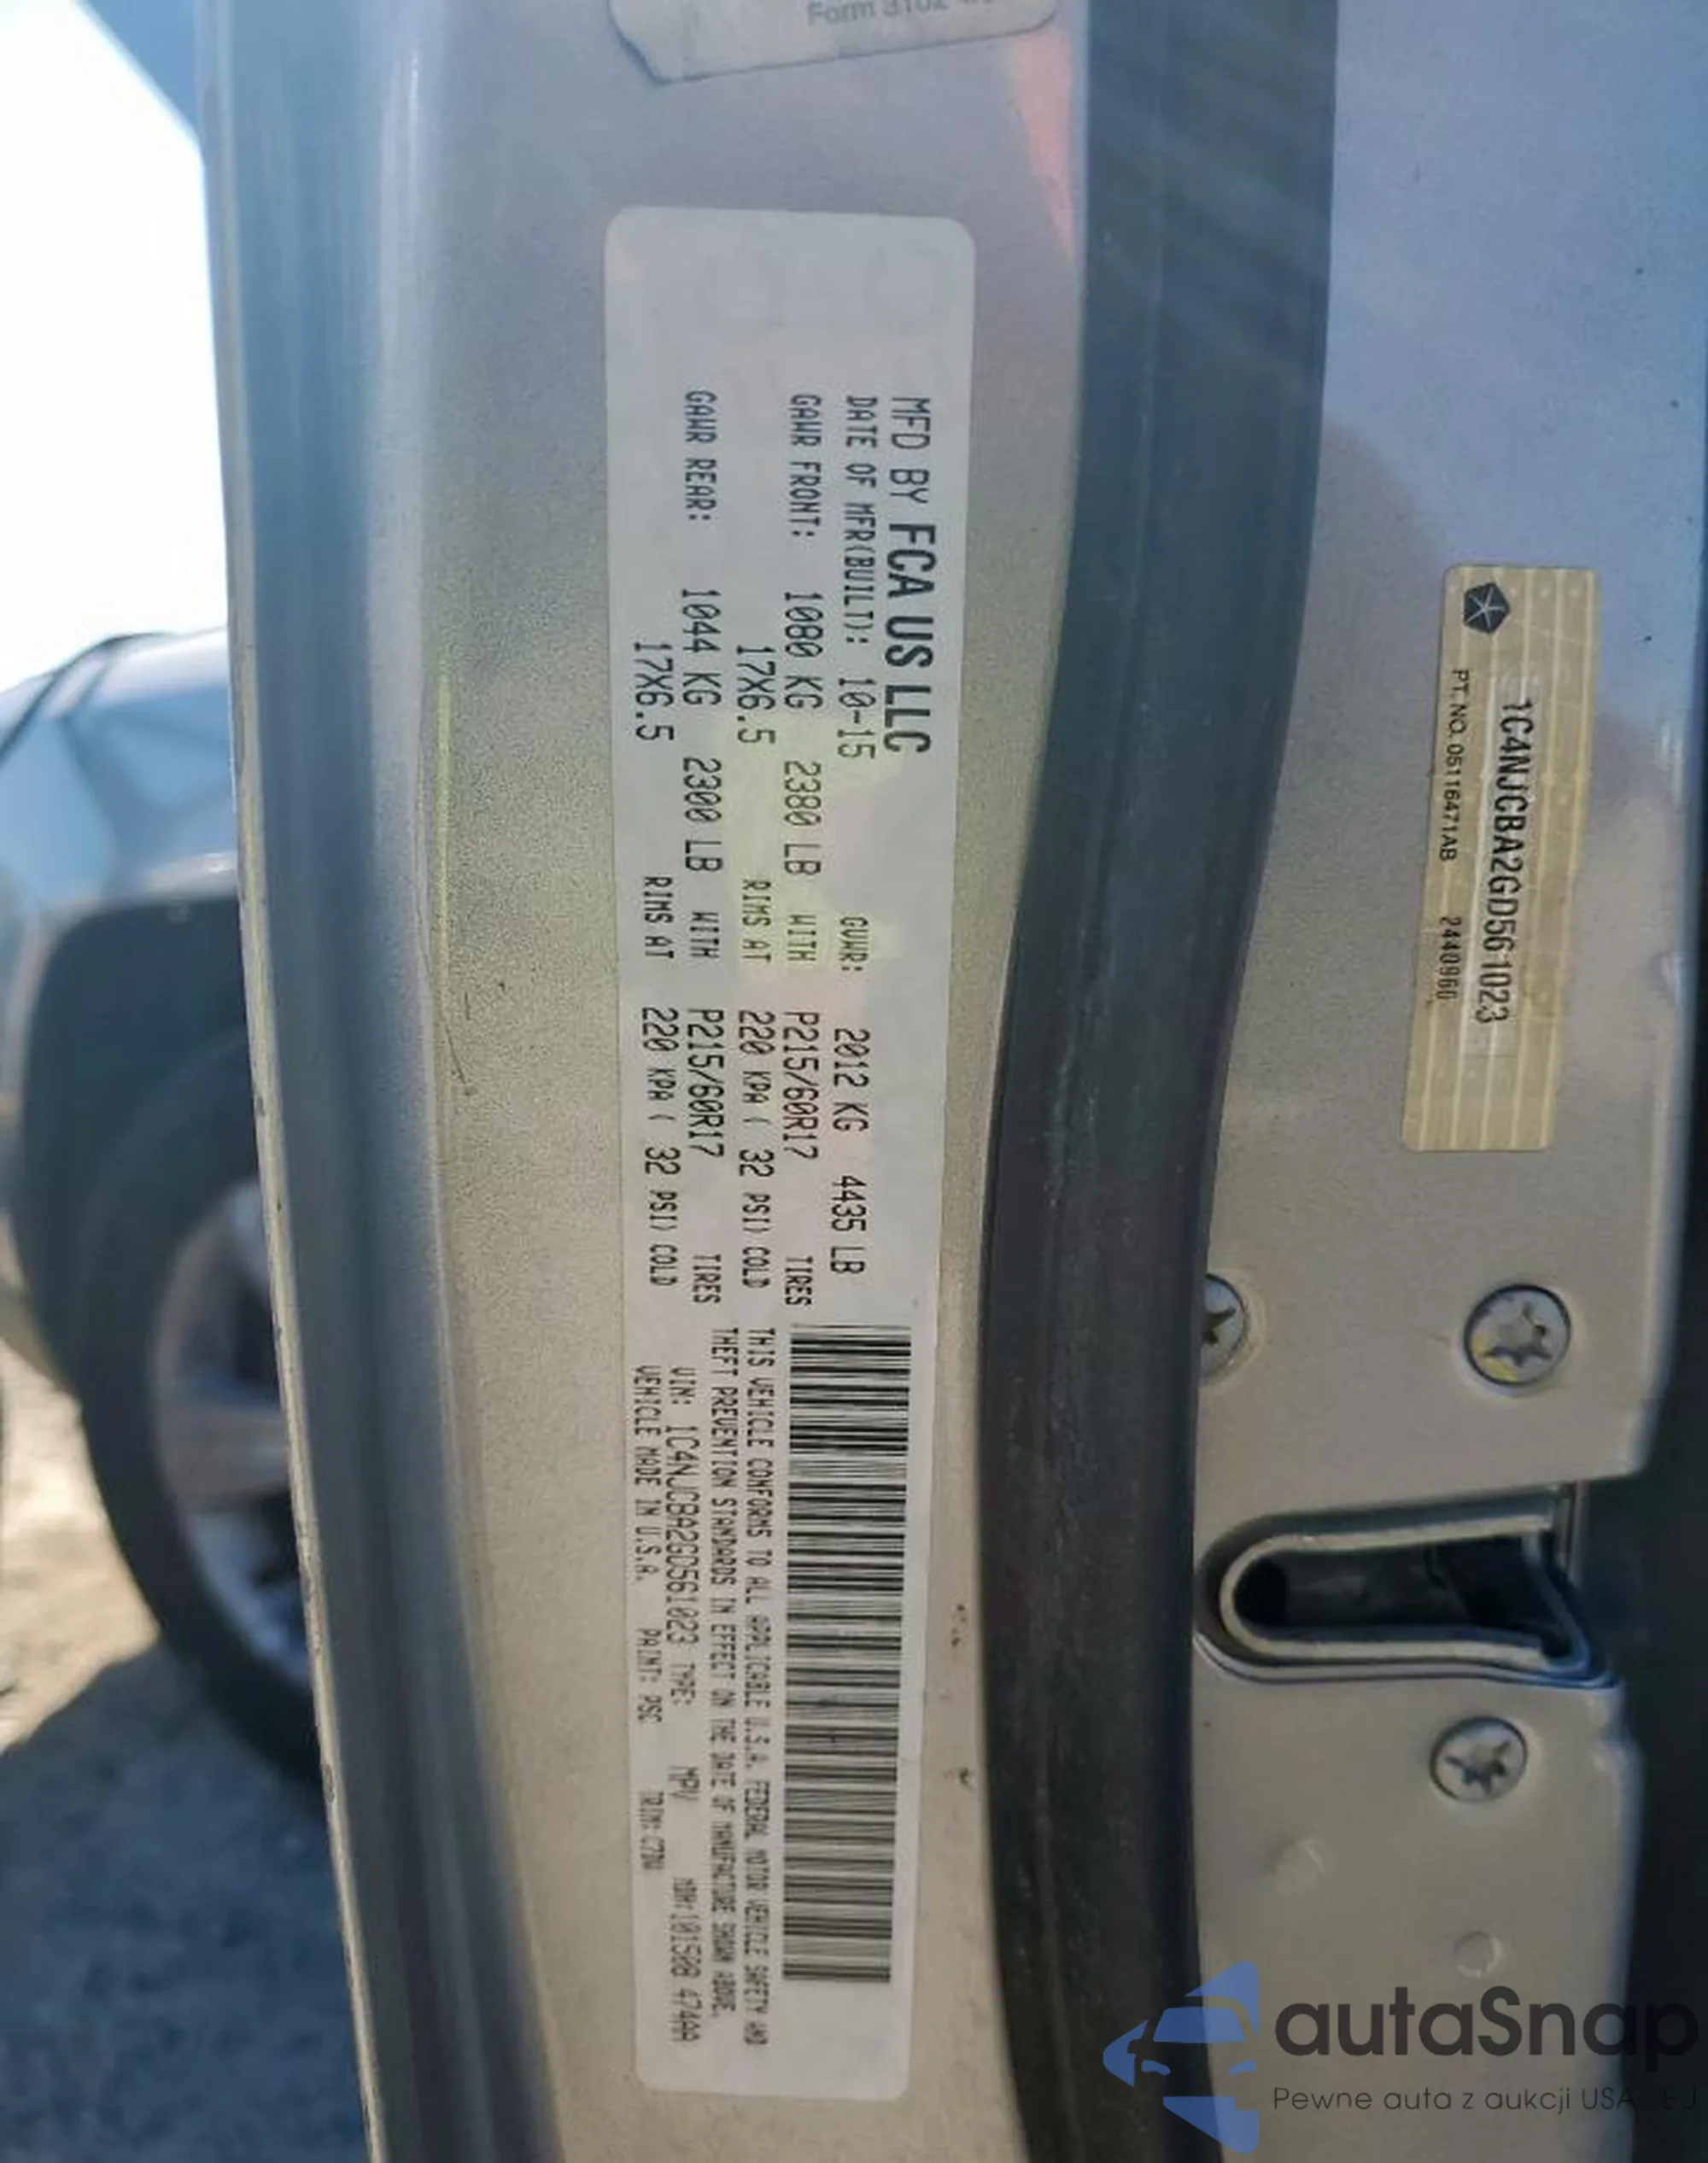 Form 3102
MFD BY FCA US LLC
DATE OF MFR(BUILT): 10-15 GVWR: 2012 KG 4435 LB
GAWR FRONT: 1080 KG 2380 LB WITH P215/60R17 TIRES
17X6.5 RIMS AT 220 KPA ( 32 PSI) COLD
GAWR REAR: 1044 KG 2300 LB WITH P215/60R17 TIRES
17X6.5 RIMS AT 220 KPA ( 32 PSI) COLD
THIS VEHICLE CONFORMS TO ALL APPLICABLE U.S.A. FEDERAL MOTOR VEHICLE SAFETY AND
THEFT PREVENTION STANDARDS IN EFFECT ON THE DATE OF MANUFACTURE SHOWN ABOVE.
VIN: 1C4NJCBA2GD561023 TYPE: MPV MDH:101508 474AA
VEHICLE MADE IN U.S.A. PAINT: PSC TRIM:
1C4NJCBA2GD561023
PT. NO. 05116471AB 2440960
autaSnap
Pewne auta z aukcji USA